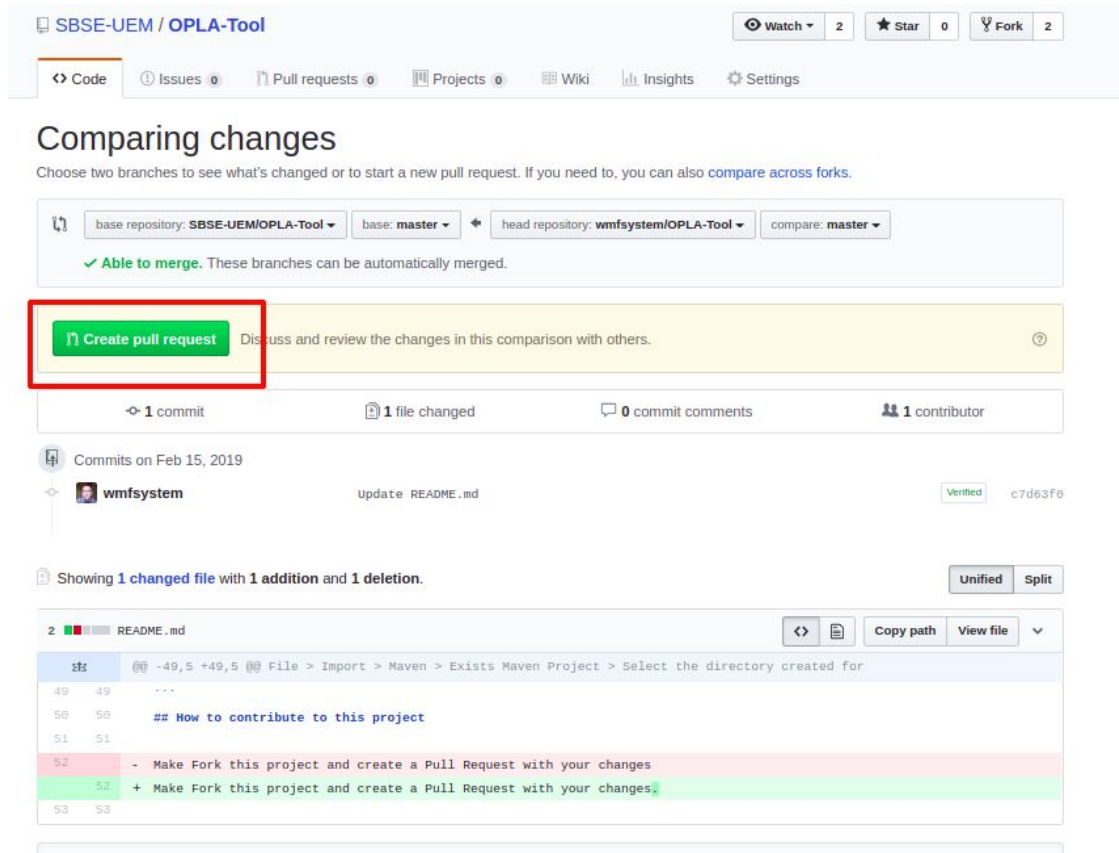 SBSE-UEM / OPLA-Tool
Watch 2 Star 0 Fork 2
Code Issues 0 Pull requests 0 Projects 0 Wiki Insights Settings
Comparing changes
Choose two branches to see what's changed or to start a new pull request. If you need to, you can also compare across forks.
base repository: SBSE-UEM/OPLA-Tool base: master head repository: wmfsystem/OPLA-Tool compare: master
Able to merge. These branches can be automatically merged.
Create pull request Discuss and review the changes in this comparison with others.
1 commit 1 file changed 0 commit comments 1 contributor
Commits on Feb 15, 2019
wmfsystem Update README.md Verified c7d63f0
Showing 1 changed file with 1 addition and 1 deletion. Unified Split
2 README.md <> Copy path View file
@@ -49,5 +49,5 @@ File > Import > Maven > Exists Maven Project > Select the directory created for
49 49 ...
50 50 ## How to contribute to this project
51 51
52 - Make Fork this project and create a Pull Request with your changes
52 + Make Fork this project and create a Pull Request with your changes.
53 53